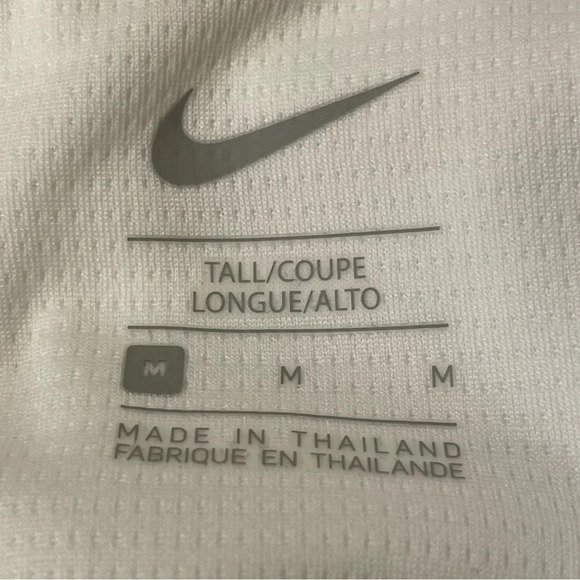 TALL/COUPE
LONGUE/ALTO
M M M
MADE IN THAILAND
FABRIQUE EN THAILANDE